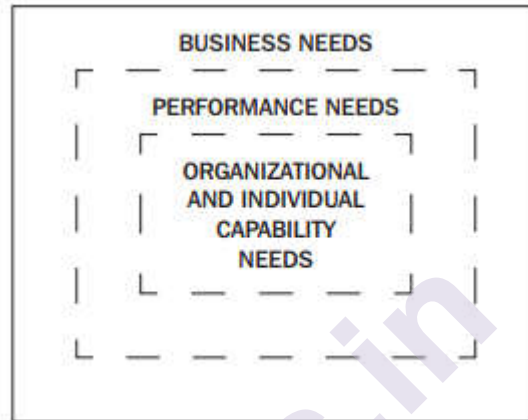 BUSINESS NEEDS
PERFORMANCE NEEDS
ORGANIZATIONAL
AND INDIVIDUAL
CAPABILITY
NEEDS